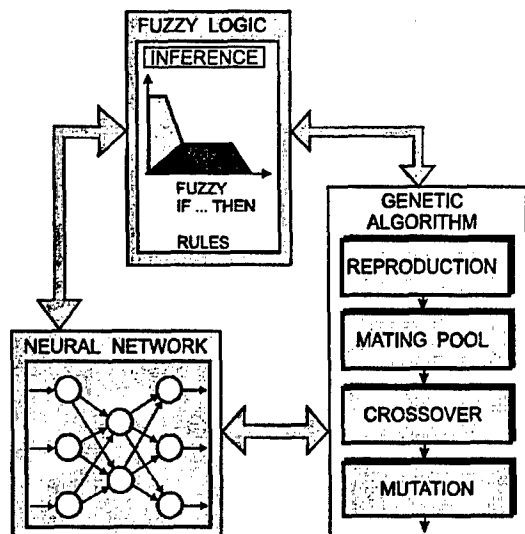 FUZZY LOGIC
INFERENCE
FUZZY
IF ... THEN
RULES
GENETIC
ALGORITHM
REPRODUCTION
MATING POOL
CROSSOVER
MUTATION
NEURAL NETWORK